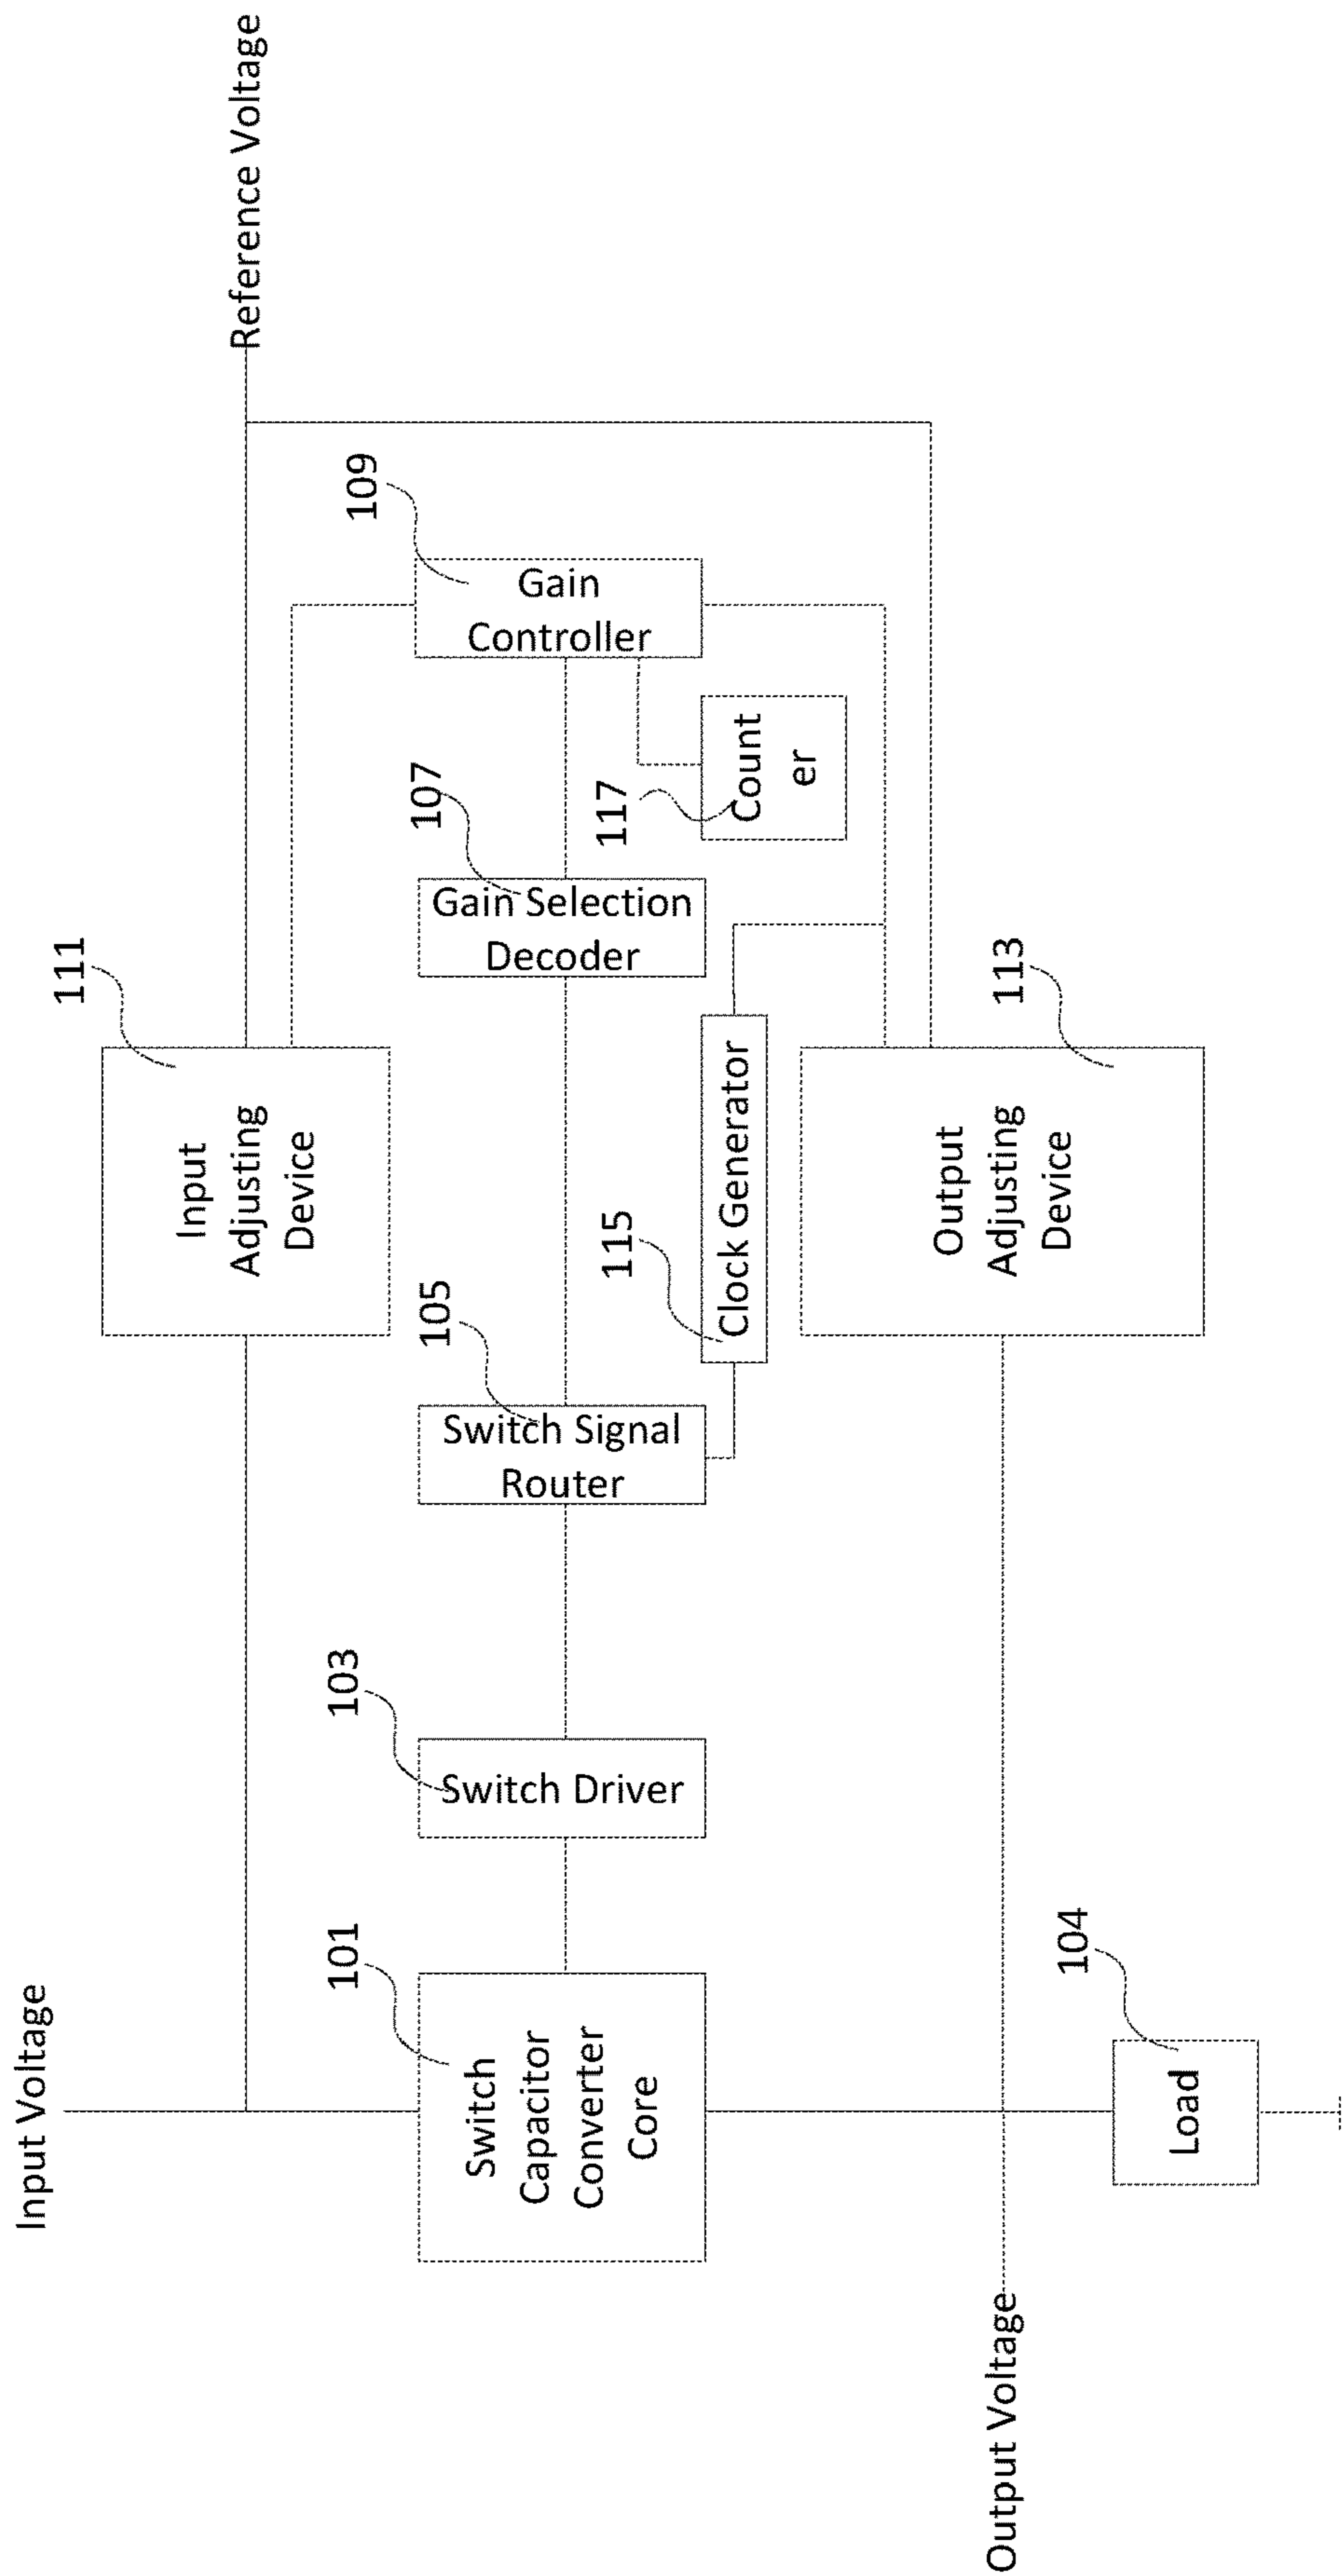 Input Voltage
Reference Voltage
111
Input
Adjusting
Device
101
Switch
Capacitor
Converter
Core
103
Switch Driver
105
Switch Signal
Router
107
Gain Selection
Decoder
109
Gain
Controller
115
Clock Generator
117
Count
er
113
Output
Adjusting
Device
Output Voltage
104
Load